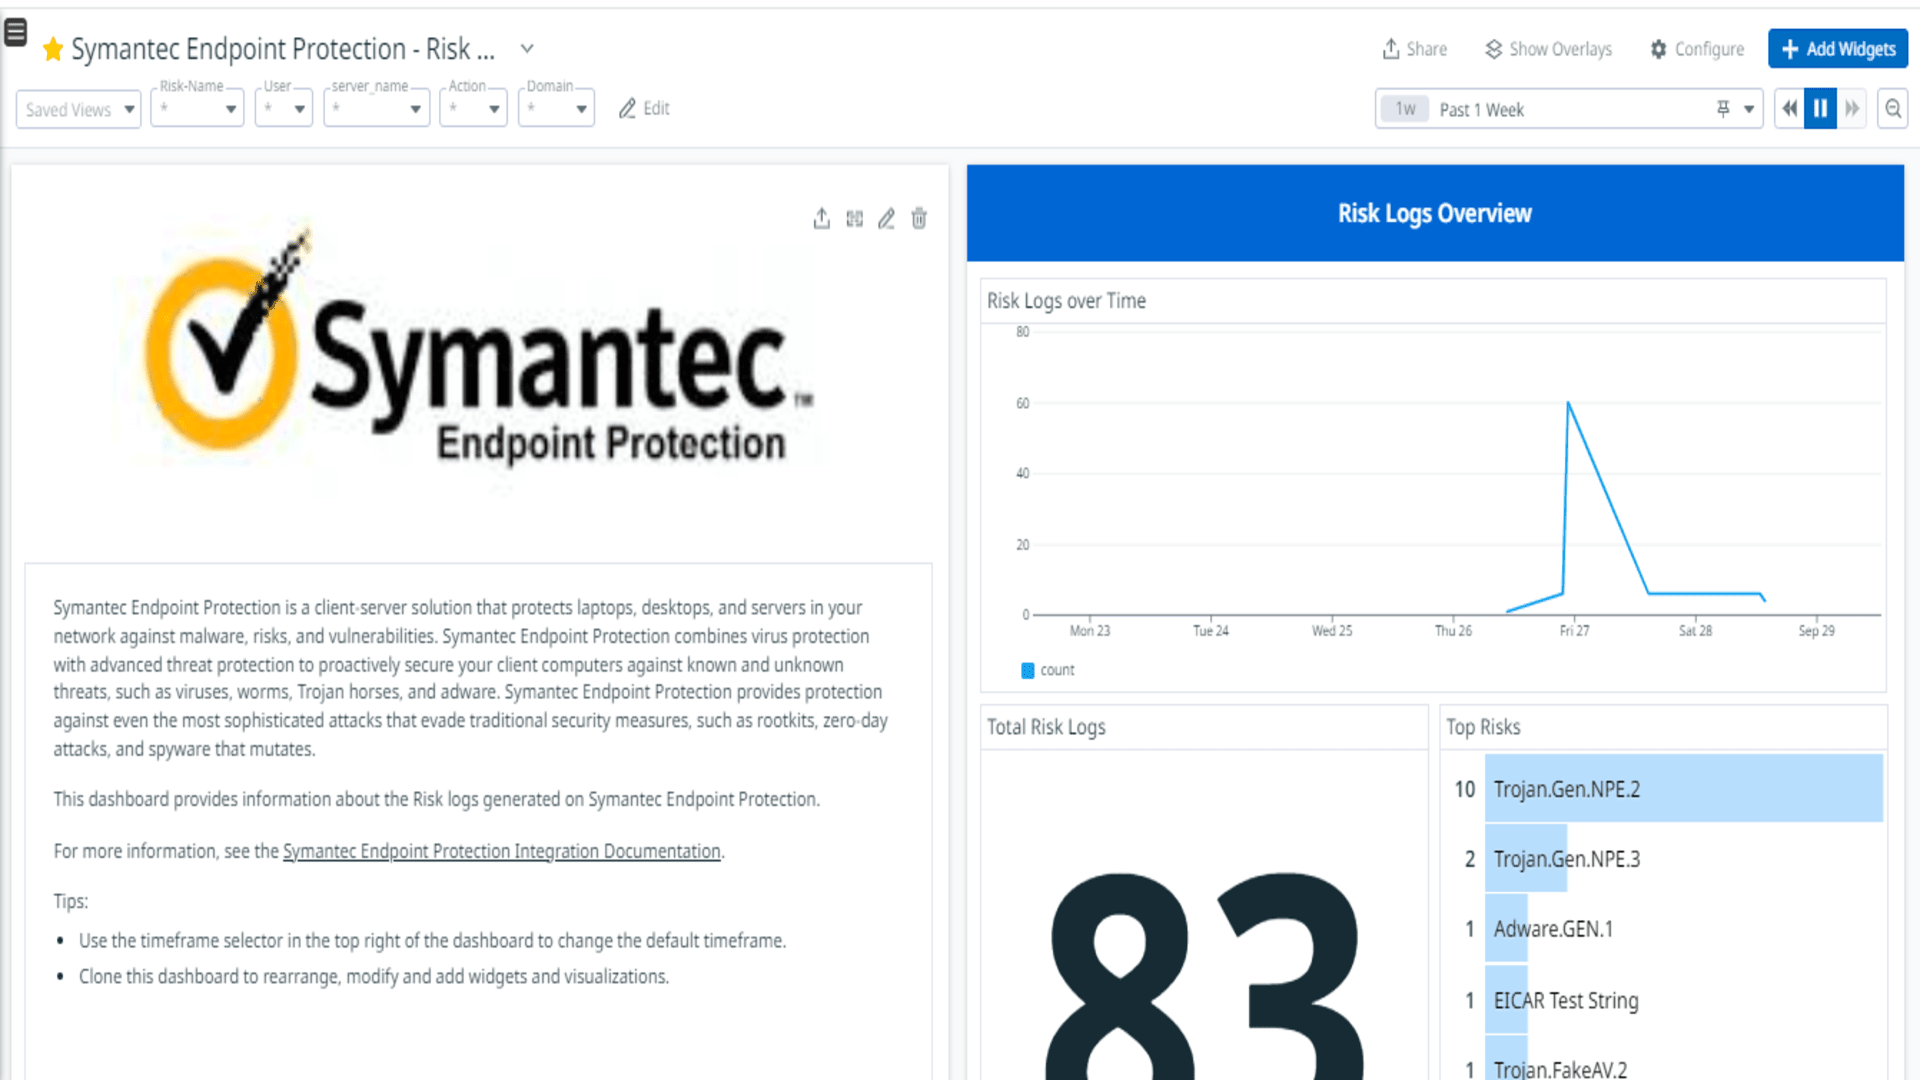 Symantec Endpoint Protection - Risk ...
Share
Show Overlays
Configure
Add Widgets
Saved Views
Risk-Name
*
User
*
server_name
*
Action
*
Domain
*
Edit
1w
Past 1 Week
Symantec™
Endpoint Protection
Symantec Endpoint Protection is a client-server solution that protects laptops, desktops, and servers in your
network against malware, risks, and vulnerabilities. Symantec Endpoint Protection combines virus protection
with advanced threat protection to proactively secure your client computers against known and unknown
threats, such as viruses, worms, Trojan horses, and adware. Symantec Endpoint Protection provides protection
against even the most sophisticated attacks that evade traditional security measures, such as rootkits, zero-day
attacks, and spyware that mutates.
This dashboard provides information about the Risk logs generated on Symantec Endpoint Protection.
For more information, see the Symantec Endpoint Protection Integration Documentation.
Tips:
• Use the timeframe selector in the top right of the dashboard to change the default timeframe.
• Clone this dashboard to rearrange, modify and add widgets and visualizations.
Risk Logs Overview
Risk Logs over Time
80
60
40
20
0
Mon 23 Tue 24 Wed 25 Thu 26 Fri 27 Sat 28 Sep 29
count
Total Risk Logs
83
Top Risks
10 Trojan.Gen.NPE.2
2 Trojan.Gen.NPE.3
1 Adware.GEN.1
1 EICAR Test String
1 Trojan.FakeAV.2